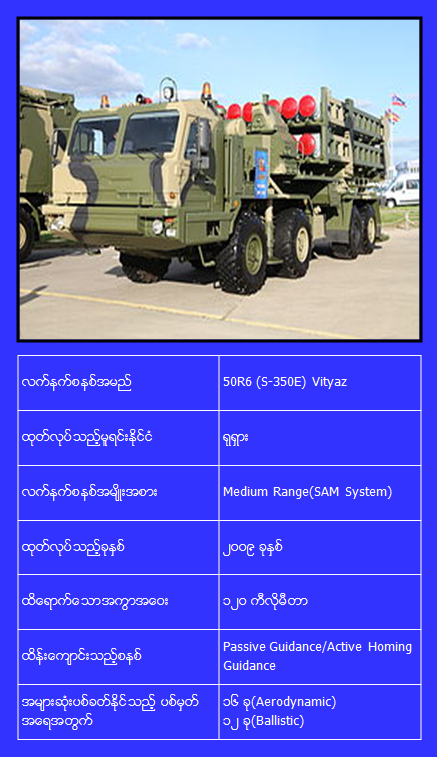 လက်နက်စနစ်အမည်
50R6 (S-350E) Vityaz
ထုတ်လုပ်သည့်မူရင်းနိုင်ငံ
ရုရှား
လက်နက်စနစ်အမျိုးအစား
Medium Range(SAM System)
ထုတ်လုပ်သည့်ခုနှစ်
၂၀၀၉ ခုနှစ်
ထိရောက်သောအကွာအဝေး
၁၂၀ ကီလိုမီတာ
ထိန်းကျောင်းသည့်စနစ်
Passive Guidance/Active Homing
Guidance
အများဆုံးပစ်ခတ်နိုင်သည့် ပစ်မှတ်
အရေအတွက်
၁၆ ခု(Aerodynamic)
၁၂ ခု(Ballistic)